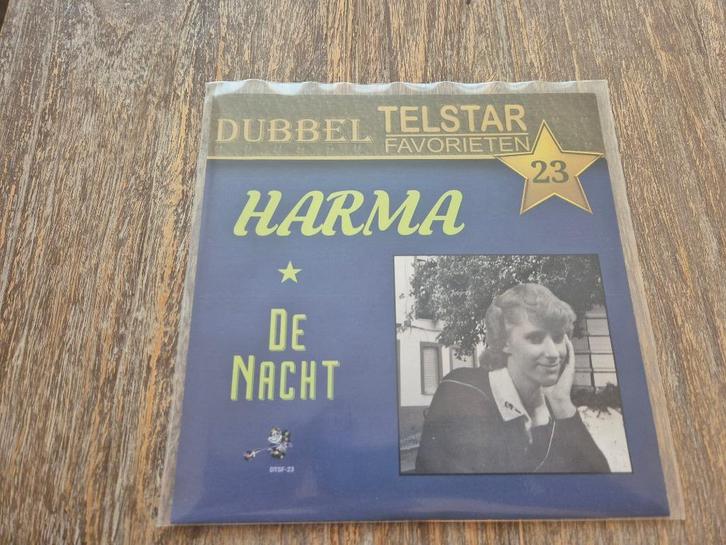 DUBBEL TELSTAR
FAVORIETEN
23
HARMA
DE
NACHT
DTSF-23